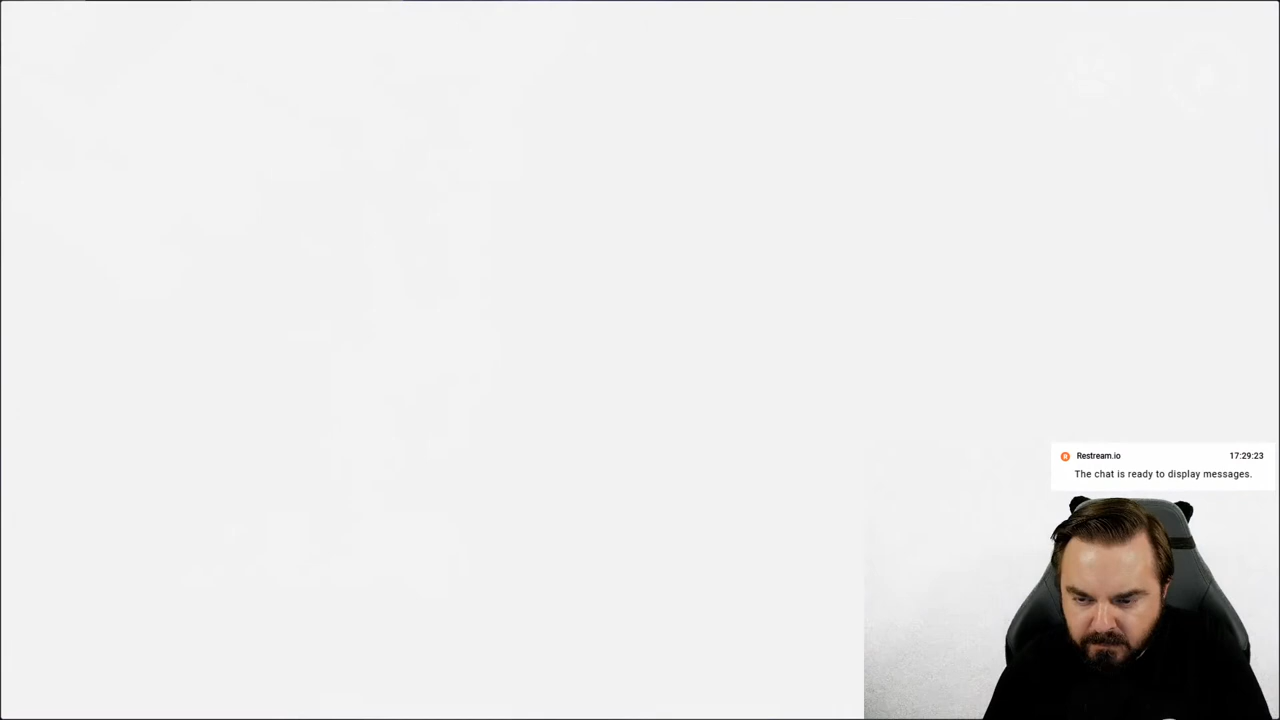 Restream.io 17:29:23
The chat is ready to display messages.